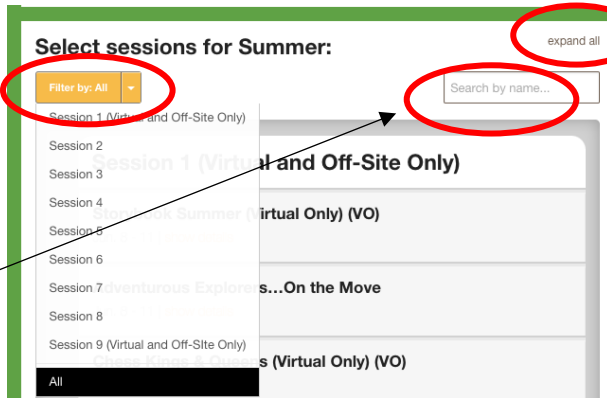 Select sessions for Summer:
expand all
Filter by: All
Search by name...
Session 1 (Virtual and Off-Site Only)
Session 2
Session 3
Session 4
Session 5
Session 6
Session 7
Session 8
Session 9 (Virtual and Off-SIte Only)
All
Session 1 (Virtual and Off-Site Only)
Storybook Summer (Virtual Only) (VO)
Adventurous Explorers...On the Move
Chess Kings & Queens (Virtual Only) (VO)